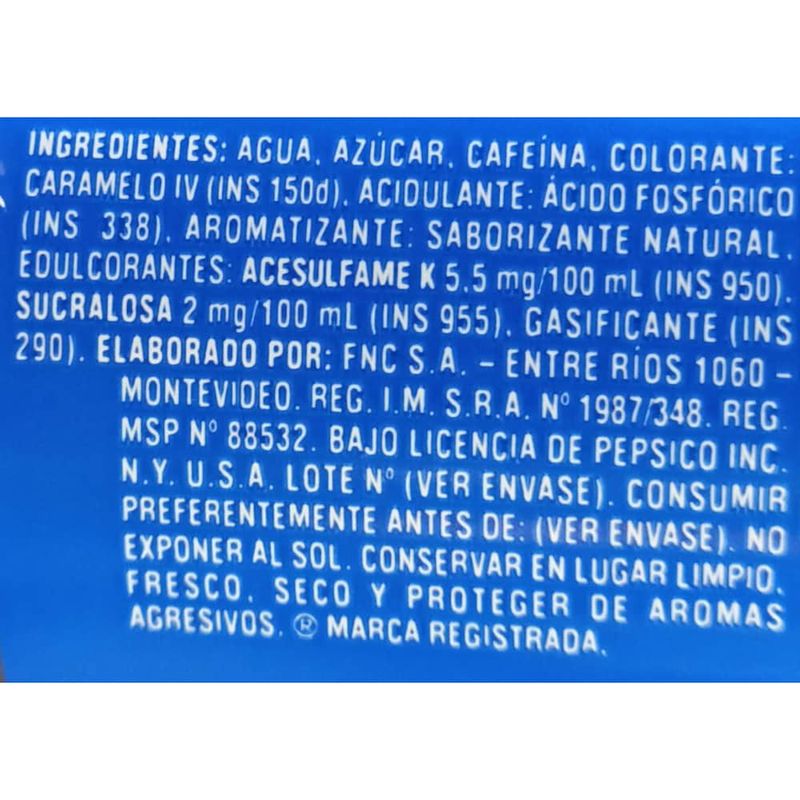 INGREDIENTES: AGUA, AZÚCAR, CAFEÍNA, COLORANTE:
CARAMELO IV (INS 150d), ACIDULANTE: ÁCIDO FOSFÓRICO
(INS 338), AROMATIZANTE: SABORIZANTE NATURAL,
EDULCORANTES: ACESULFAME K 5,5 mg/100 mL (INS 950),
SUCRALOSA 2 mg/100 mL (INS 955), GASIFICANTE (INS
290). ELABORADO POR: FNC S.A. – ENTRE RÍOS 1060 –
MONTEVIDEO. REG. I.M. S.R.A. Nº 1987/348. REG.
MSP Nº 88532. BAJO LICENCIA DE PEPSICO INC.
N.Y. U.S.A. LOTE Nº (VER ENVASE). CONSUMIR
PREFERENTEMENTE ANTES DE: (VER ENVASE). NO
EXPONER AL SOL. CONSERVAR EN LUGAR LIMPIO,
FRESCO, SECO Y PROTEGER DE AROMAS
AGRESIVOS. ® MARCA REGISTRADA.